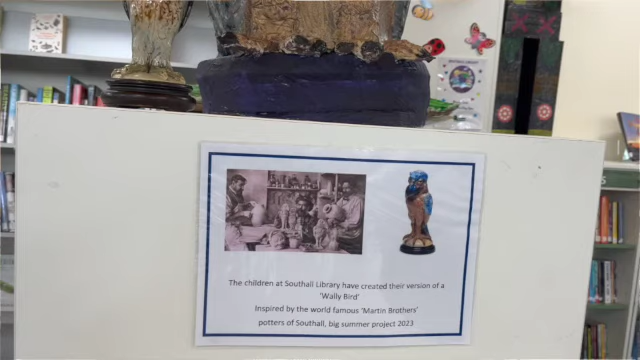 The children at Southall Library have created their version of a
'Wally Bird'
Inspired by the world famous 'Martin Brothers'
potters of Southall, big summer project 2023